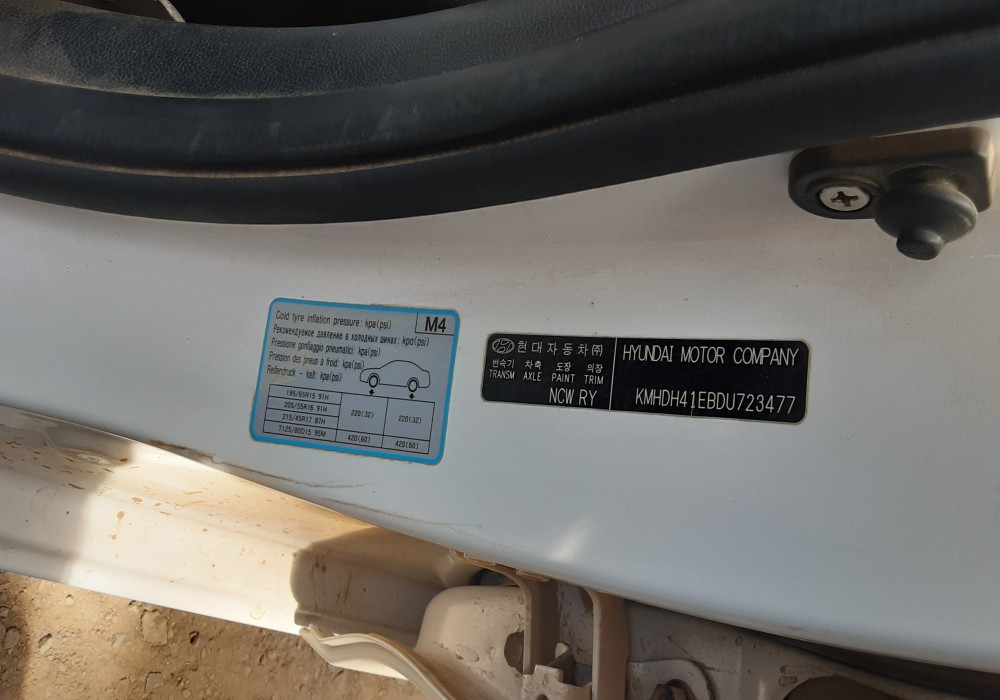 Cold tyre inflation pressure: kpa(psi)
M4
Рекомендуемое давление в холодных шинах: kpa(psi)
Pressione gonfiaggio pneumatici: kpa(psi)
Pression des pneus à froid: kpa(psi)
Reifendruck - kalt: kpa(psi)
195/65R15 91H
205/55R16 91H
215/45R17 87H
T125/80D15 95M
220(32) 220(32)
420(60) 420(60)
현대자동차㈜
변속기 차축 도장 의장
TRANSM AXLE PAINT TRIM
NCW RY
HYUNDAI MOTOR COMPANY
KMHDH41EBDU723477